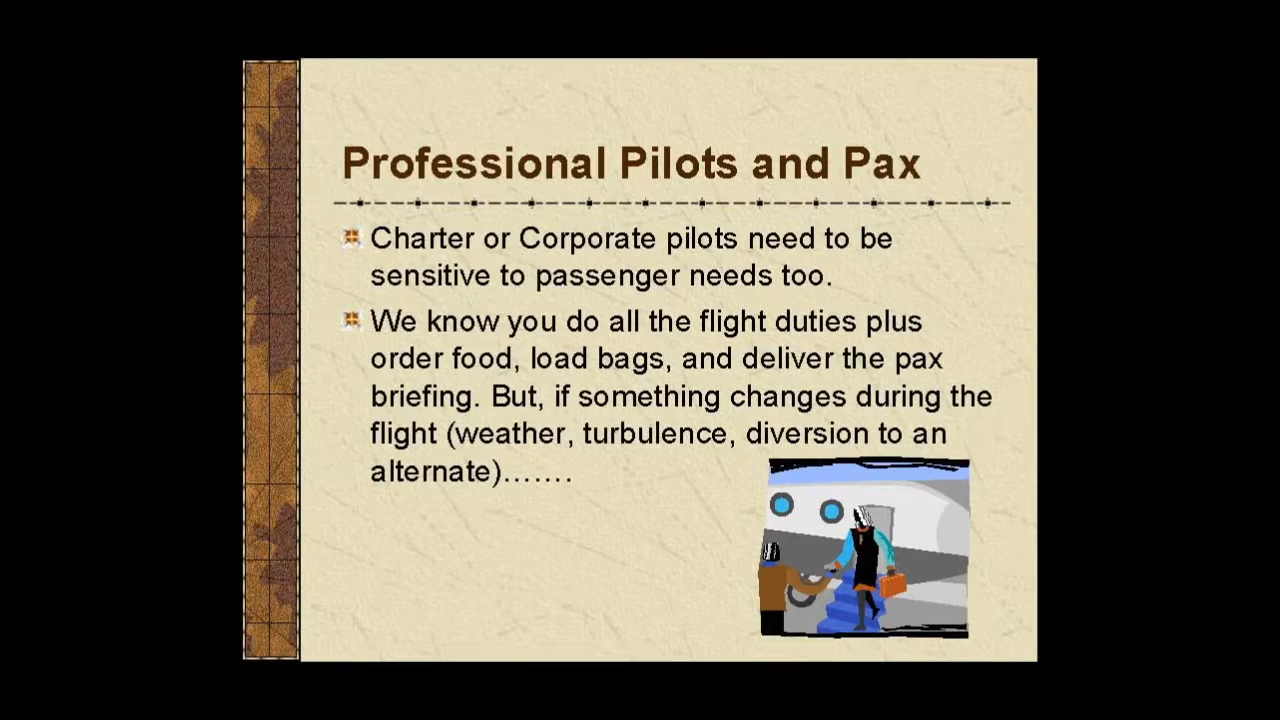 Professional Pilots and Pax
Charter or Corporate pilots need to be
sensitive to passenger needs too.
We know you do all the flight duties plus
order food, load bags, and deliver the pax
briefing. But, if something changes during the
flight (weather, turbulence, diversion to an
alternate)…….